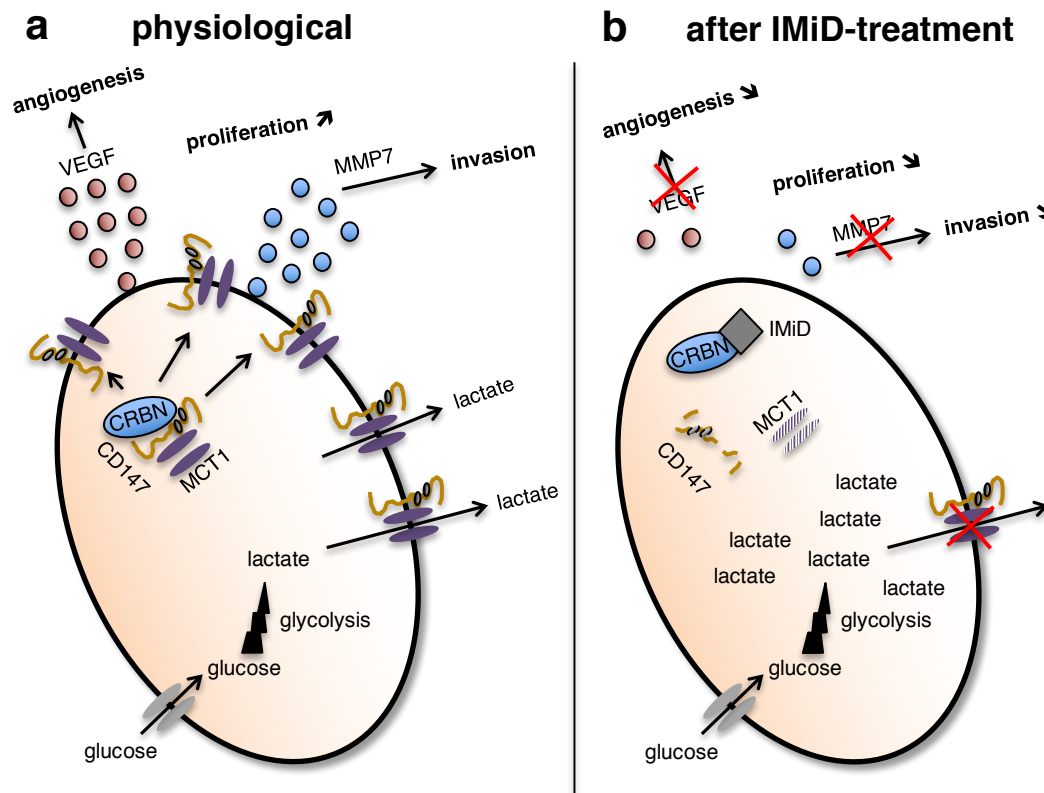 a physiological
angiogenesis
VEGF
proliferation
MMP7
invasion
CRBN
CD147
MCT1
lactate
lactate
lactate
glycolysis
glucose
glucose
b after IMiD-treatment
angiogenesis
VEGF
proliferation
MMP7
invasion
IMiD
CRBN
MCT1
CD147
lactate
lactate
lactate
lactate
lactate
lactate
glycolysis
glucose
glucose